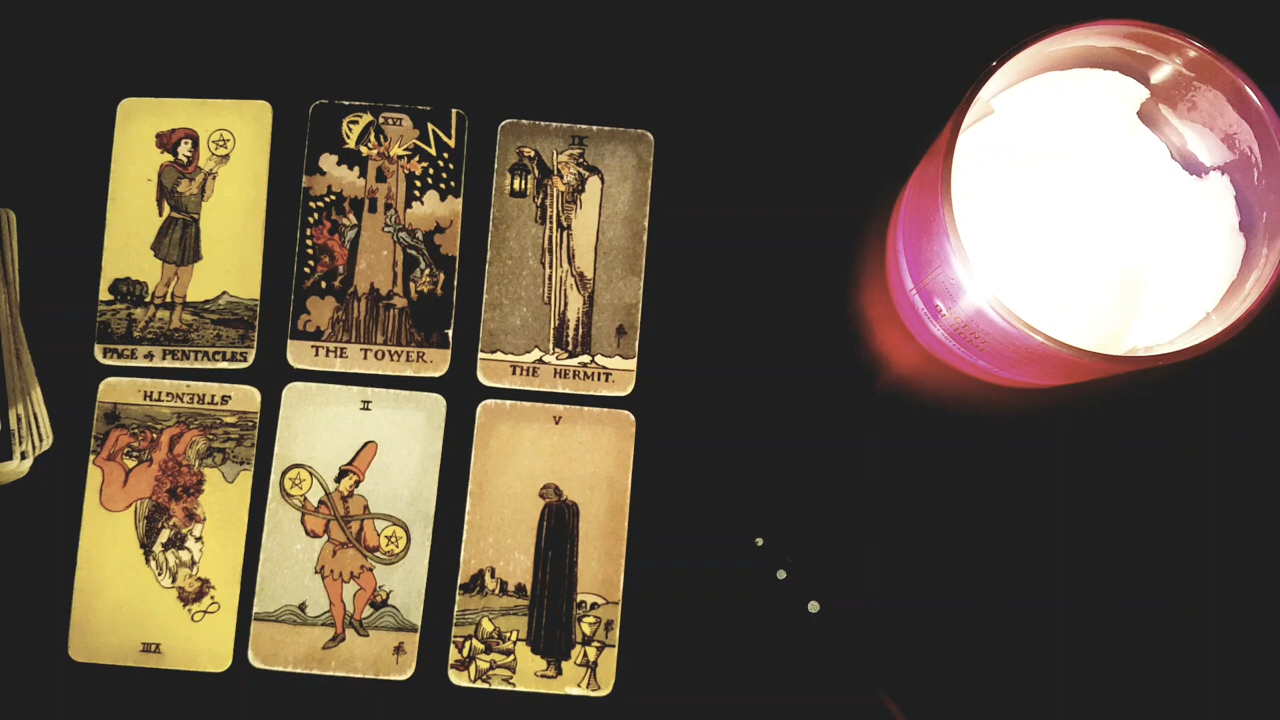 PAGE of PENTACLES
XVI
THE TOWER.
IX
THE HERMIT.
STRENGTH.
VIII
II
V